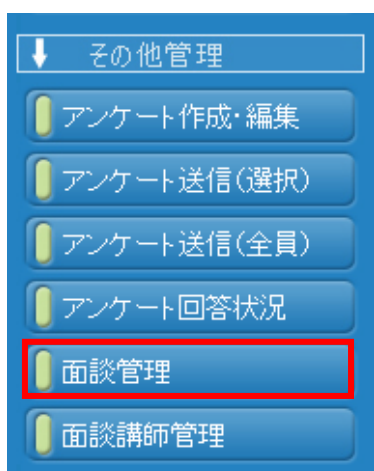 その他管理
アンケート作成・編集
アンケート送信(選択)
アンケート送信(全員)
アンケート回答状況
面談管理
面談講師管理